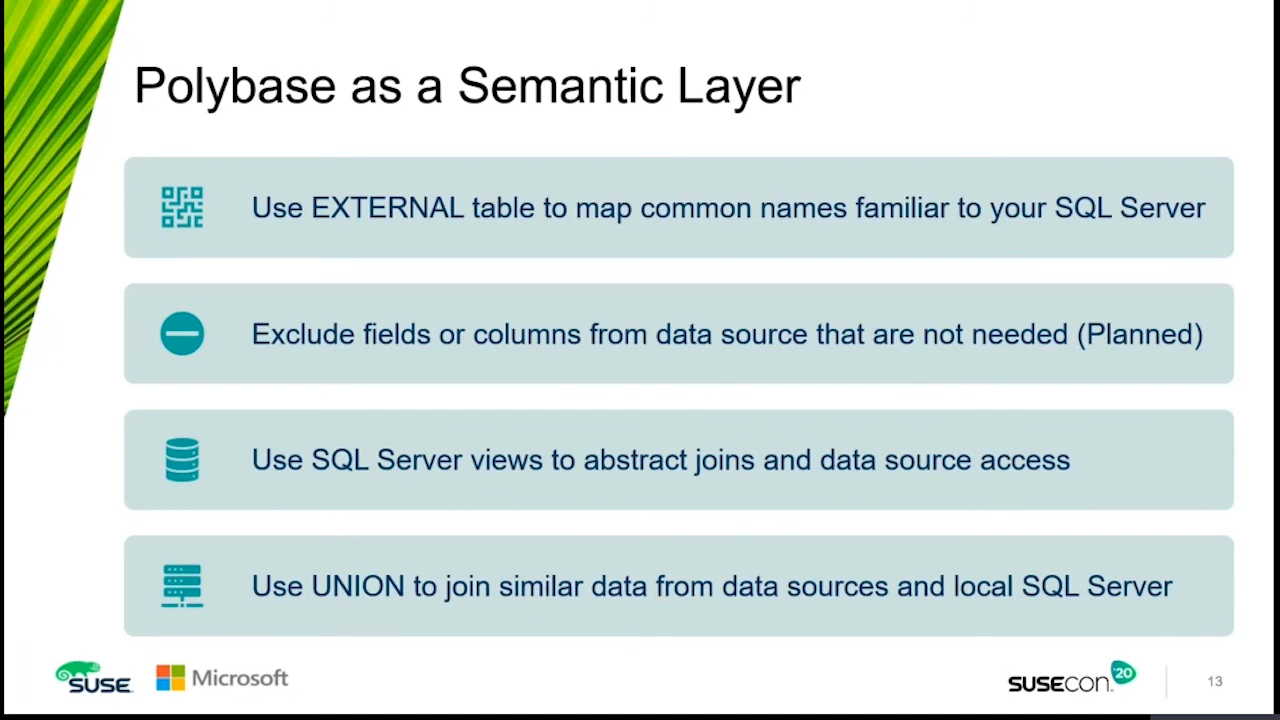 Polybase as a Semantic Layer
Use EXTERNAL table to map common names familiar to your SQL Server
Exclude fields or columns from data source that are not needed (Planned)
Use SQL Server views to abstract joins and data source access
Use UNION to join similar data from data sources and local SQL Server
SUSE
Microsoft
SUSECON. '20
13